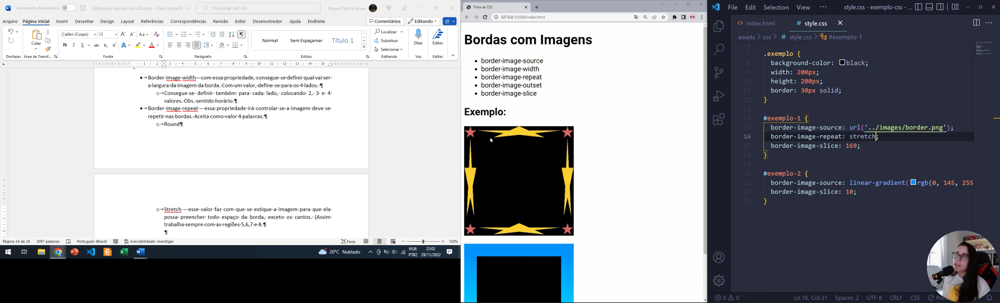 Salvamento Automático
Estilizações básicas com CSS.docx • Salvo neste PC
Pesquisar (Alt+G)
Brayan Petrick Souza
Arquivo Página Inicial Inserir Desenhar Design Layout Referências Correspondências Revisão Exibir Desenvolvedor Ajuda EndNote
Comentários Editando
Colar
Calibri (Corpo) 13
Normal Sem Espaçamer Título 1
Localizar
Substituir
Selecionar
Ditar
Editor
Desfazer Área de Transf... Fonte Parágrafo Estilos Editando Voz Editor
Border-image-width – com essa propriedade, consegue-se definir qual vai ser
a largura da imagem da borda. Com um valor, define-se para os 4 lados. ¶
Consegue-se definir também para cada lado, colocando 2, 3 e 4
valores. Obs. sentido horário.¶
Border-image-repeat – essa propriedade irá controlar se a imagem deve se
repetir nas bordas. Aceita como valor 4 palavras:¶
Round¶
Stretch – esse valor faz com que se estique a imagem para que ela
possa preencher todo espaço da borda, exceto os cantos. (Assim
trabalha sempre com as regiões 5,6,7 e 8.¶
¶
Página 24 de 26 3097 palavras Português (Brasil) Acessibilidade: investigar Foco 100%
20°C Nublado
POR
PTB2
22:02
29/11/2022
Trilha de CSS
127.0.0.1:5500/index.html
Bordas com Imagens
border-image-source
border-image-width
border-image-repeat
border-image-outset
border-image-slice
Exemplo:
File Edit Selection View ··· style.css - exemplo-css - ...
index.html # style.css
assets > css > # style.css > #exemplo-1
6
7 .exemplo {
8 background-color: black;
9 width: 200px;
10 height: 200px;
11 border: 30px solid;
12 }
13
14 #exemplo-1 {
15 border-image-source: url('../images/border.png');
16 border-image-repeat: stretch;
17 border-image-slice: 169;
18 }
19
20 #exemplo-2 {
21 border-image-source: linear-gradient(rgb(0, 145, 255
22 border-image-slice: 10;
23 }
0 0 Ln 16, Col 31 Spaces: 2 UTF-8 CRLF CSS